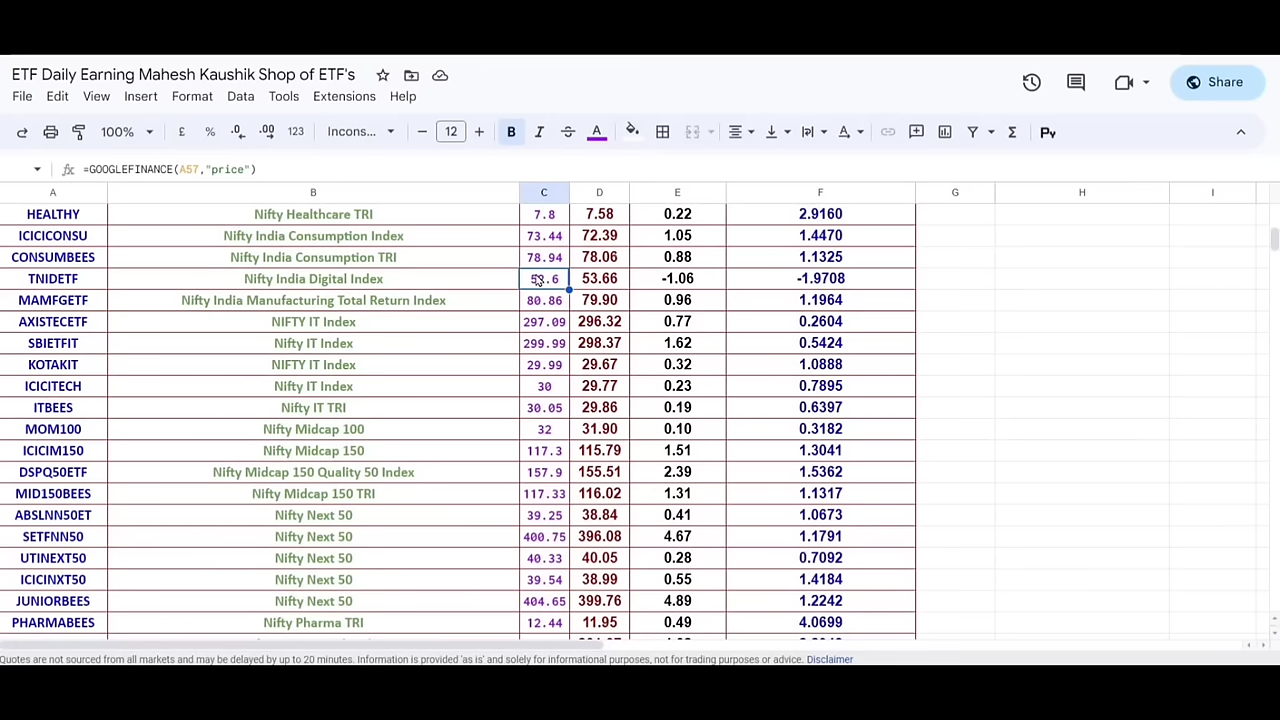 ETF Daily Earning Mahesh Kaushik Shop of ETF's
Share
File Edit View Insert Format Data Tools Extensions Help
100% £ % .0 .00 123 Incons... − 12 + B I A Σ Py
fx =GOOGLEFINANCE(A57,"price")
A B C D E F G H I
HEALTHY Nifty Healthcare TRI 7.8 7.58 0.22 2.9160
ICICICONSU Nifty India Consumption Index 73.44 72.39 1.05 1.4470
CONSUMBEES Nifty India Consumption TRI 78.94 78.06 0.88 1.1325
TNIDETF Nifty India Digital Index 53.66 -1.06 -1.9708
MAMFGETF Nifty India Manufacturing Total Return Index 80.86 79.90 0.96 1.1964
AXISTECETF NIFTY IT Index 297.09 296.32 0.77 0.2604
SBIETFIT Nifty IT Index 299.99 298.37 1.62 0.5424
KOTAKIT NIFTY IT Index 29.99 29.67 0.32 1.0888
ICICITECH Nifty IT Index 30 29.77 0.23 0.7895
ITBEES Nifty IT TRI 30.05 29.86 0.19 0.6397
MOM100 Nifty Midcap 100 32 31.90 0.10 0.3182
ICICIM150 Nifty Midcap 150 117.3 115.79 1.51 1.3041
DSPQ50ETF Nifty Midcap 150 Quality 50 Index 157.9 155.51 2.39 1.5362
MID150BEES Nifty Midcap 150 TRI 117.33 116.02 1.31 1.1317
ABSLNN50ET Nifty Next 50 39.25 38.84 0.41 1.0673
SETFNN50 Nifty Next 50 400.75 396.08 4.67 1.1791
UTINEXT50 Nifty Next 50 40.33 40.05 0.28 0.7092
ICICINXT50 Nifty Next 50 39.54 38.99 0.55 1.4184
JUNIORBEES Nifty Next 50 404.65 399.76 4.89 1.2242
PHARMABEES Nifty Pharma TRI 12.44 11.95 0.49 4.0699
Quotes are not sourced from all markets and may be delayed by up to 20 minutes. Information is provided 'as is' and solely for informational purposes, not for trading purposes or advice. Disclaimer